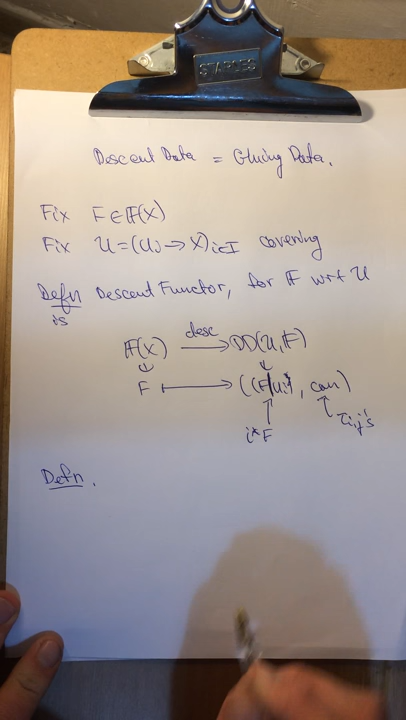 STAPLES
Descent Data = Gluing Data.
Fix F ∈ 𝔽(X)
Fix 𝒰 = (Ui → X)i∈I covering
Defn Descent Functor, for 𝔽 wrt 𝒰
is
𝔽(X) desc → DD(𝒰, 𝔽)
F ↦ ((F|Ui), can)
i*F τi,j's
Defn.